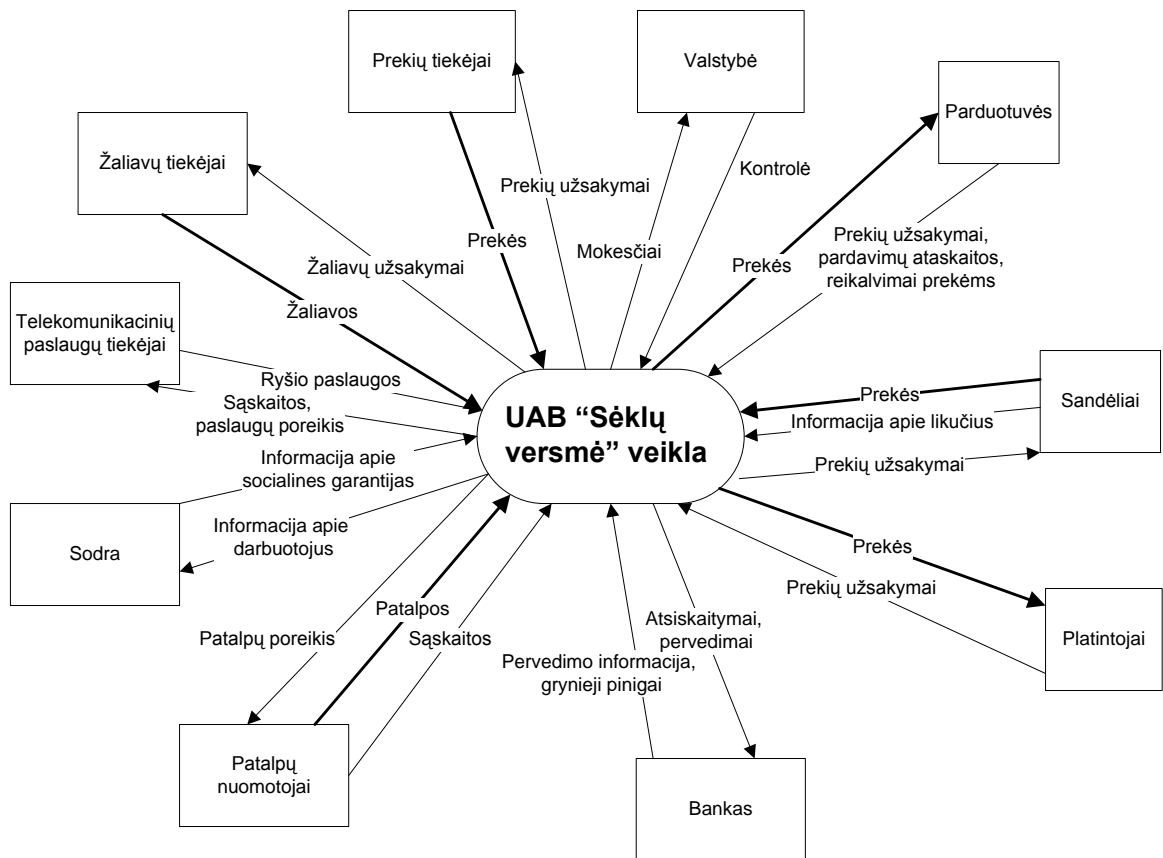 Prekių tiekėjai
Valstybė
Parduotuvės
Žaliavų tiekėjai
Kontrolė
Prekių užsakymai
Prekių užsakymai,
pardavimų ataskaitos,
reikalvimai prekėms
Prekės
Mokesčiai
Prekės
Žaliavų užsakymai
Žaliavos
Telekomunikacinių
paslaugų tiekėjai
Ryšio paslaugos
Sąskaitos,
paslaugų poreikis
UAB “Sėklų
versmė” veikla
Prekės
Informacija apie likučius
Sandėliai
Prekių užsakymai
Informacija apie
socialines garantijas
Sodra
Informacija apie
darbuotojus
Prekės
Prekių užsakymai
Platintojai
Patalpos
Patalpų poreikis
Sąskaitos
Atsiskaitymai,
pervedimai
Pervedimo informacija,
grynieji pinigai
Patalpų
nuomotojai
Bankas